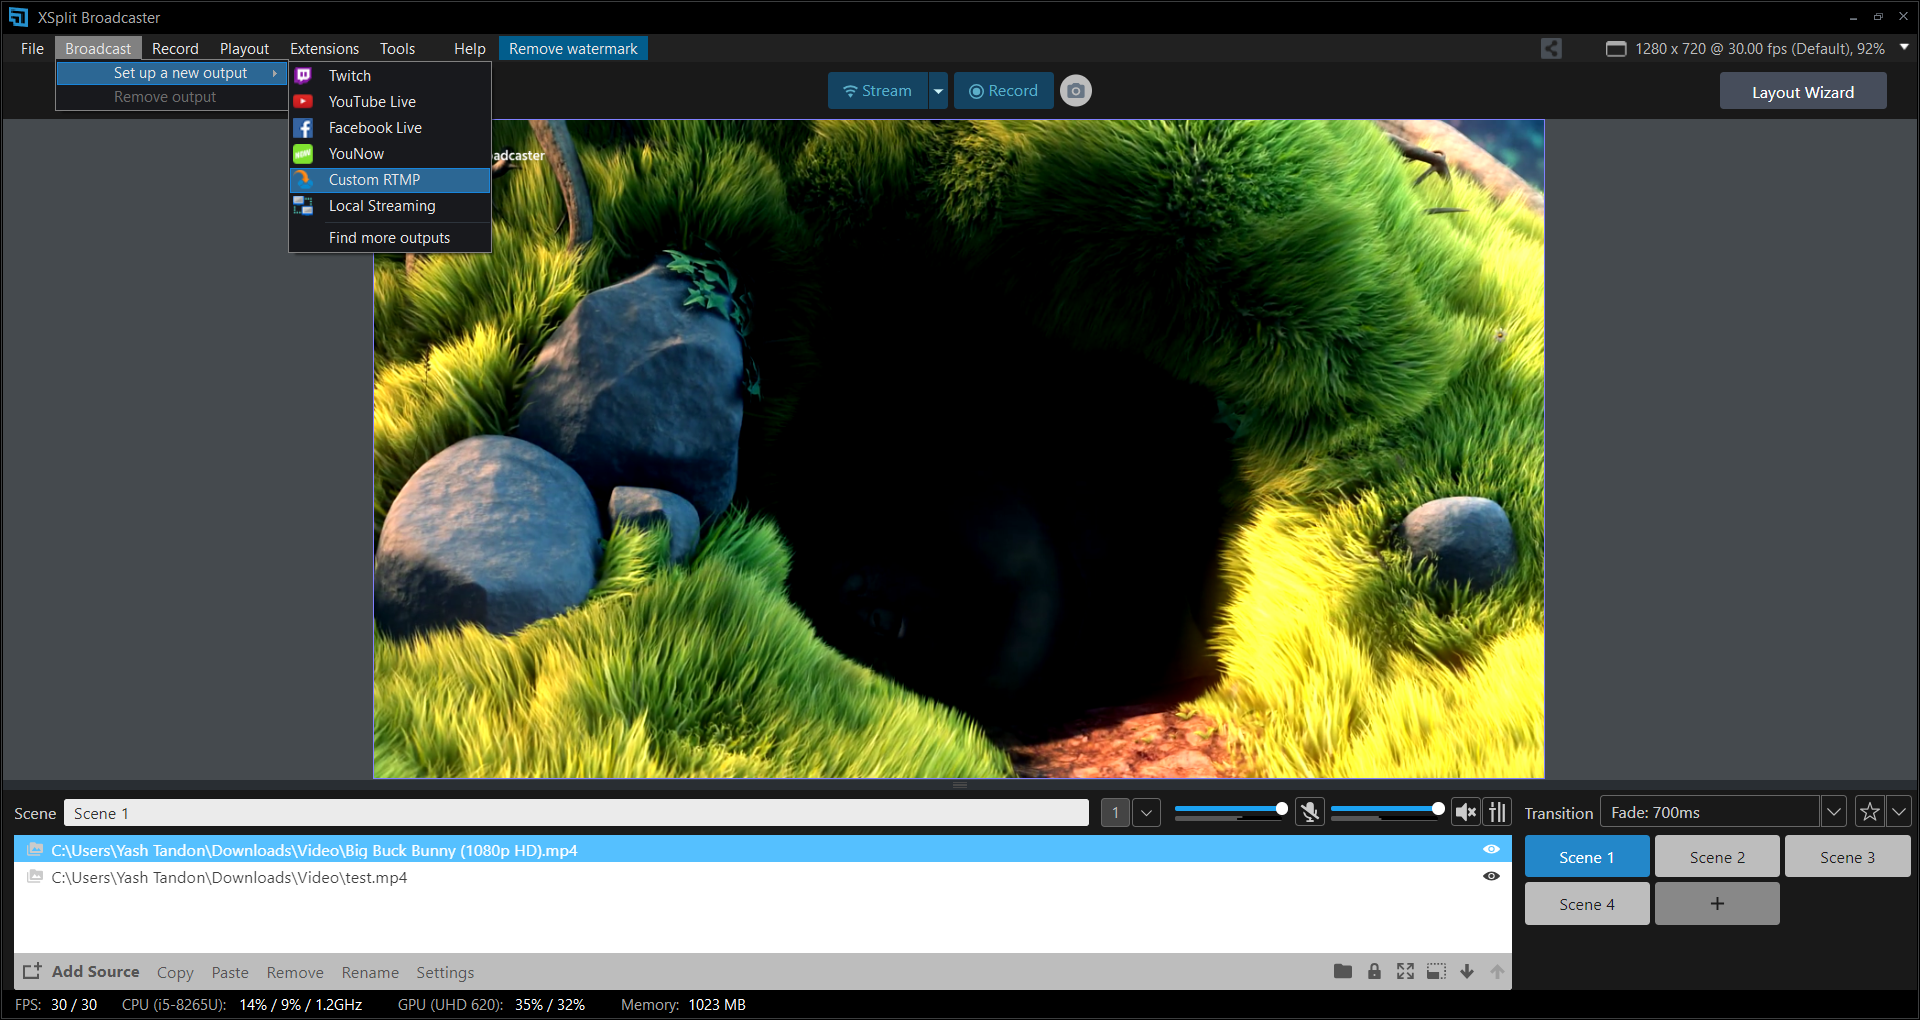 XSplit Broadcaster
File Broadcast Record Playout Extensions Tools Help Remove watermark 1280 x 720 @ 30.00 fps (Default), 92%
Set up a new output
Remove output
Twitch
YouTube Live
Facebook Live
YouNow
Custom RTMP
Local Streaming
Find more outputs
Stream Record Layout Wizard
adcaster
Scene Scene 1 1 Transition Fade: 700ms
C:\Users\Yash Tandon\Downloads\Video\Big Buck Bunny (1080p HD).mp4
C:\Users\Yash Tandon\Downloads\Video\test.mp4
Scene 1 Scene 2 Scene 3
Scene 4 +
Add Source Copy Paste Remove Rename Settings
FPS: 30 / 30 CPU (i5-8265U): 14% / 9% / 1.2GHz GPU (UHD 620): 35% / 32% Memory: 1023 MB